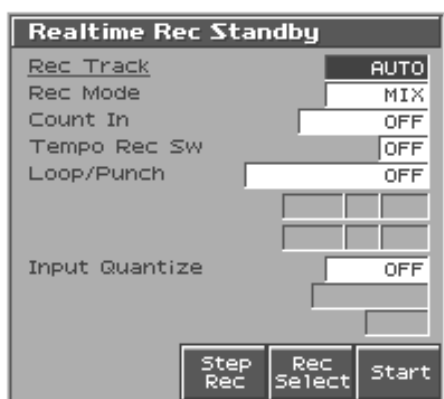 Realtime Rec Standby
Rec Track AUTO
Rec Mode MIX
Count In OFF
Tempo Rec Sw OFF
Loop/Punch OFF
Input Quantize OFF
Step Rec
Rec Select
Start